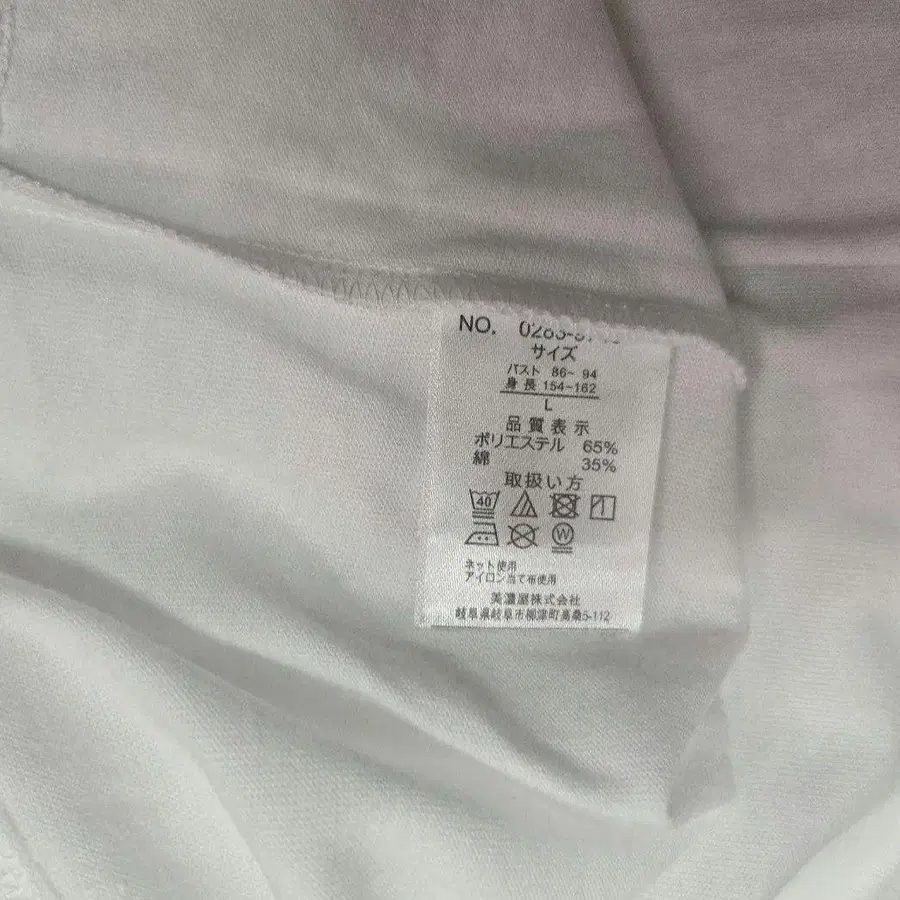 NO.
サイズ
バスト 86~94
身長 154~162
L
品質表示
ポリエステル 65%
綿 35%
取扱い方
40
W
ネット使用
アイロン当て布使用
美濃屋株式会社
岐阜県岐阜市柳津町高桑5-112